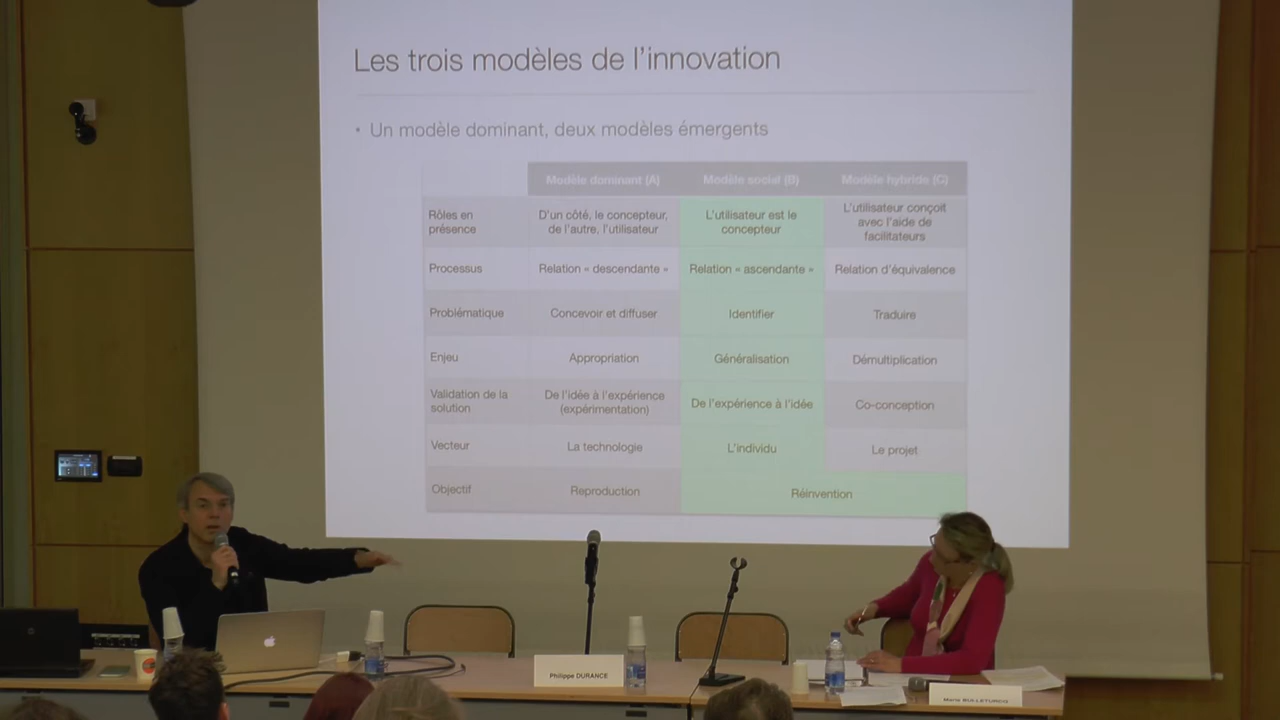 Les trois modèles de l'innovation
• Un modèle dominant, deux modèles émergents
Modèle dominant (A) Modèle social (B) Modèle hybride (C)
Rôles en présence D'un côté, le concepteur, de l'autre, l'utilisateur L'utilisateur est le concepteur L'utilisateur conçoit avec l'aide de facilitateurs
Processus Relation « descendante » Relation « ascendante » Relation d'équivalence
Problématique Concevoir et diffuser Identifier Traduire
Enjeu Appropriation Généralisation Démultiplication
Validation de la solution De l'idée à l'expérience (expérimentation) De l'expérience à l'idée Co-conception
Vecteur La technologie L'individu Le projet
Objectif Reproduction Réinvention
Philippe DURANCE
Marie